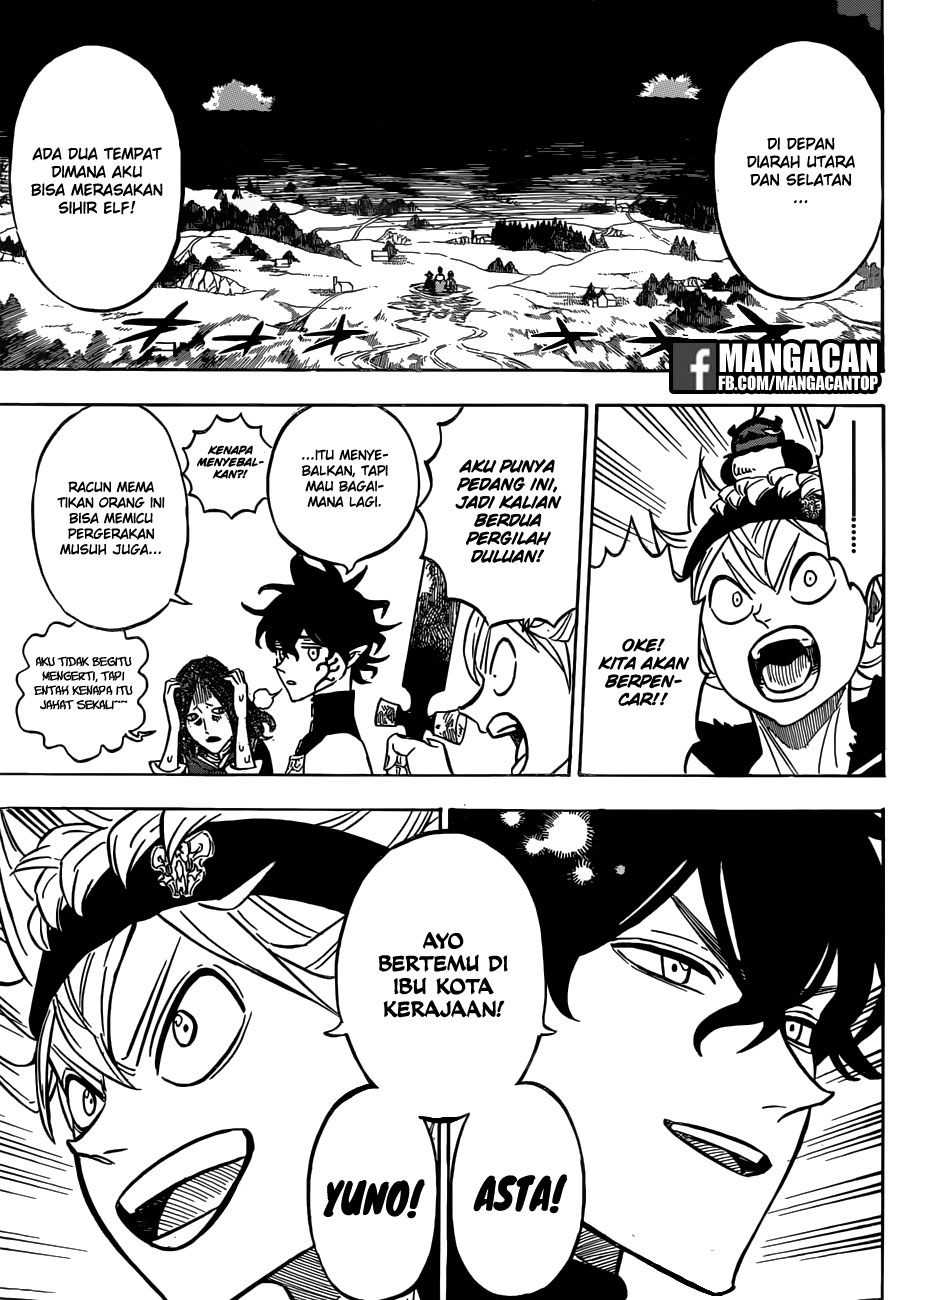 DI DEPAN
DIARAH UTARA
DAN SELATAN
...
ADA DUA TEMPAT
DIMANA AKU
BISA MERASAKAN
SIHIR ELF!
MANGACAN
FB.COM/MANGACANTOP
OKE!
KITA AKAN
BERPEN-
CAR!!
AKU PUNYA
PEDANG INI,
JADI KALIAN
BERDUA
PERGILAH
DULUAN!
...ITU MENYE-
BALKAN, TAPI
MAU BAGAI-
MANA LAGI.
KENAPA
MENYEBAL-
KAN?!
RACUN MEMA
TIKAN ORANG INI
BISA MEMICU
PERGERAKAN
MUSUH JUGA...
AKU TIDAK BEGITU
MENGERTI, TAPI
ENTAH KENAPA ITU
JAHAT SEKALI~~~
AYO
BERTEMU DI
IBU KOTA
KERAJAAN!
ASTA!
YUNO!